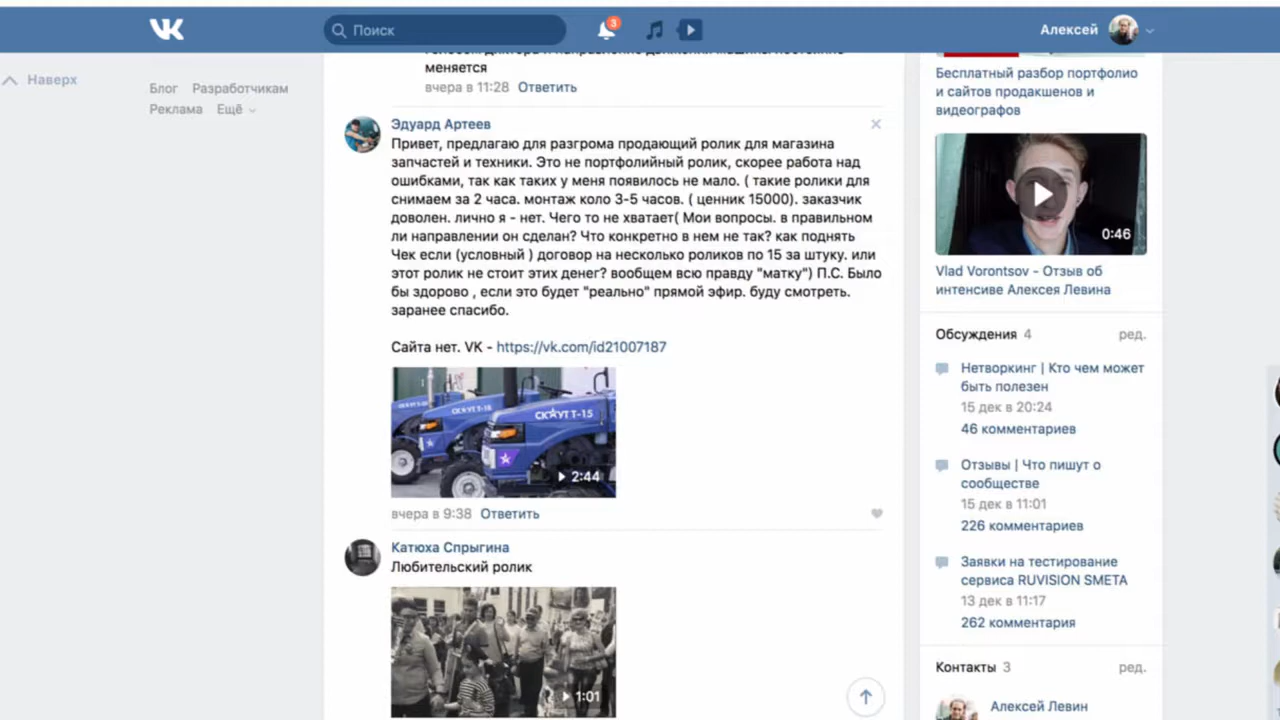 Поиск
3
Алексей
Наверх
Блог Разработчикам
Реклама Ещё
меняется
вчера в 11:28 Ответить
Эдуард Артеев
Привет, предлагаю для разгрома продающий ролик для магазина
запчастей и техники. Это не портфолийный ролик, скорее работа над
ошибками, так как таких у меня появилось не мало. ( такие ролики для
снимаем за 2 часа. монтаж коло 3-5 часов. ( ценник 15000). заказчик
доволен. лично я - нет. Чего то не хватает( Мои вопросы. в правильном
ли направлении он сделан? Что конкретно в нем не так? как поднять
Чек если (условный ) договор на несколько роликов по 15 за штуку. или
этот ролик не стоит этих денег? вообщем всю правду "матку") П.С. Было
бы здорово , если это будет "реально" прямой эфир. буду смотреть.
заранее спасибо.
Сайта нет. VK - https://vk.com/id21007187
СКАУТ Т-15
СКАУТ Т-15
2:44
вчера в 9:38 Ответить
Катюха Спрыгина
Любительский ролик
1:01
Бесплатный разбор портфолио
и сайтов продакшенов и
видеографов
0:46
Vlad Vorontsov - Отзыв об
интенсиве Алексея Левина
Обсуждения 4 ред.
Нетворкинг | Кто чем может
быть полезен
15 дек в 20:24
46 комментариев
Отзывы | Что пишут о
сообществе
15 дек в 11:01
226 комментариев
Заявки на тестирование
сервиса RUVISION SMETA
13 дек в 11:17
262 комментария
Контакты 3 ред.
Алексей Левин